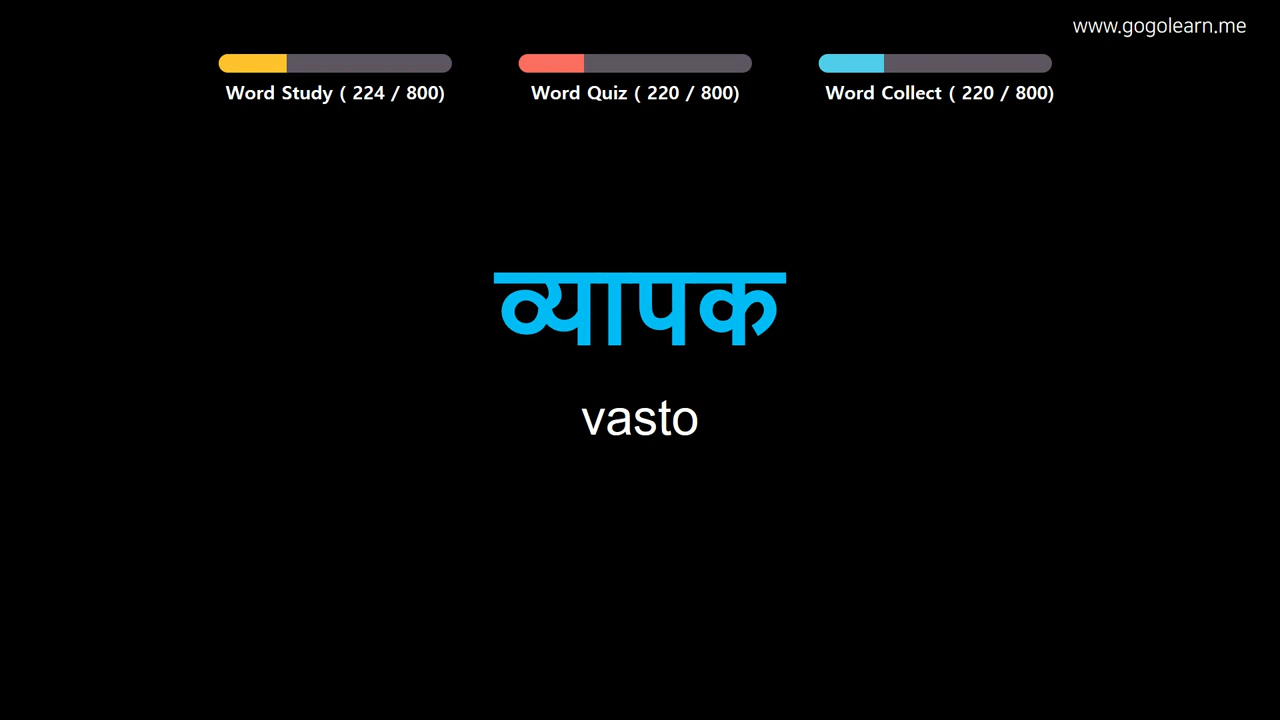 www.gogolearn.me
Word Study ( 224 / 800)
Word Quiz ( 220 / 800)
Word Collect ( 220 / 800)
व्यापक
vasto